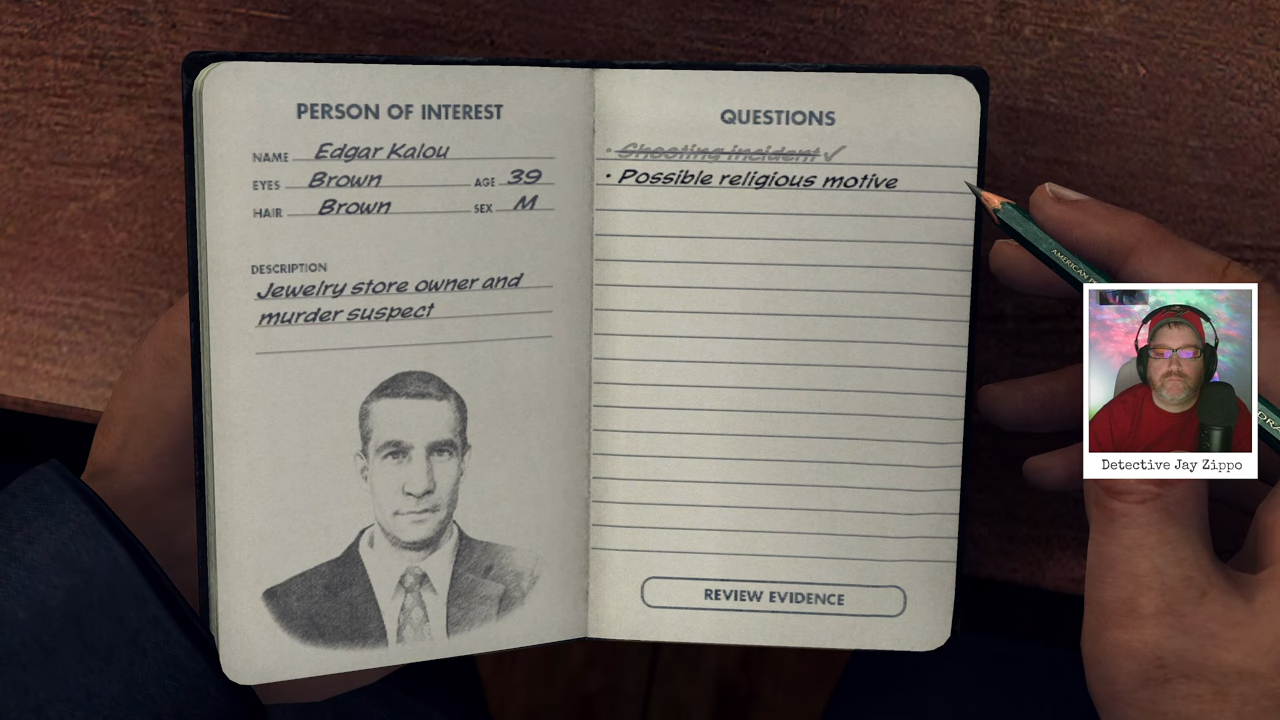 PERSON OF INTEREST
NAME Edgar Kalou
EYES Brown AGE 39
HAIR Brown SEX M
DESCRIPTION
Jewelry store owner and
murder suspect
QUESTIONS
• Shooting incident ✓
• Possible religious motive
REVIEW EVIDENCE
AMERICAN
Detective Jay Zippo